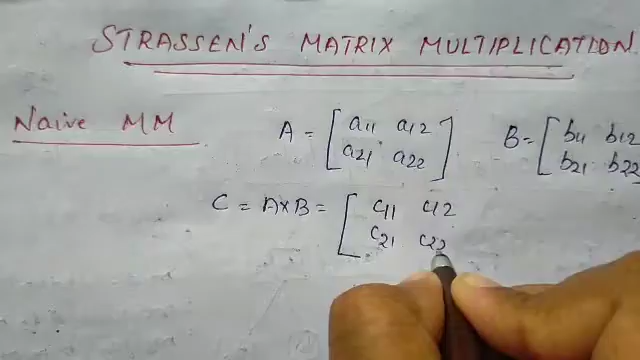 STRASSEN'S MATRIX MULTIPLICATION
Naive MM
A = [ a11 a12
a21 a22 ]
B = [ b11 b12
b21 b22
C = A×B = [ c11 c12
c21 c22